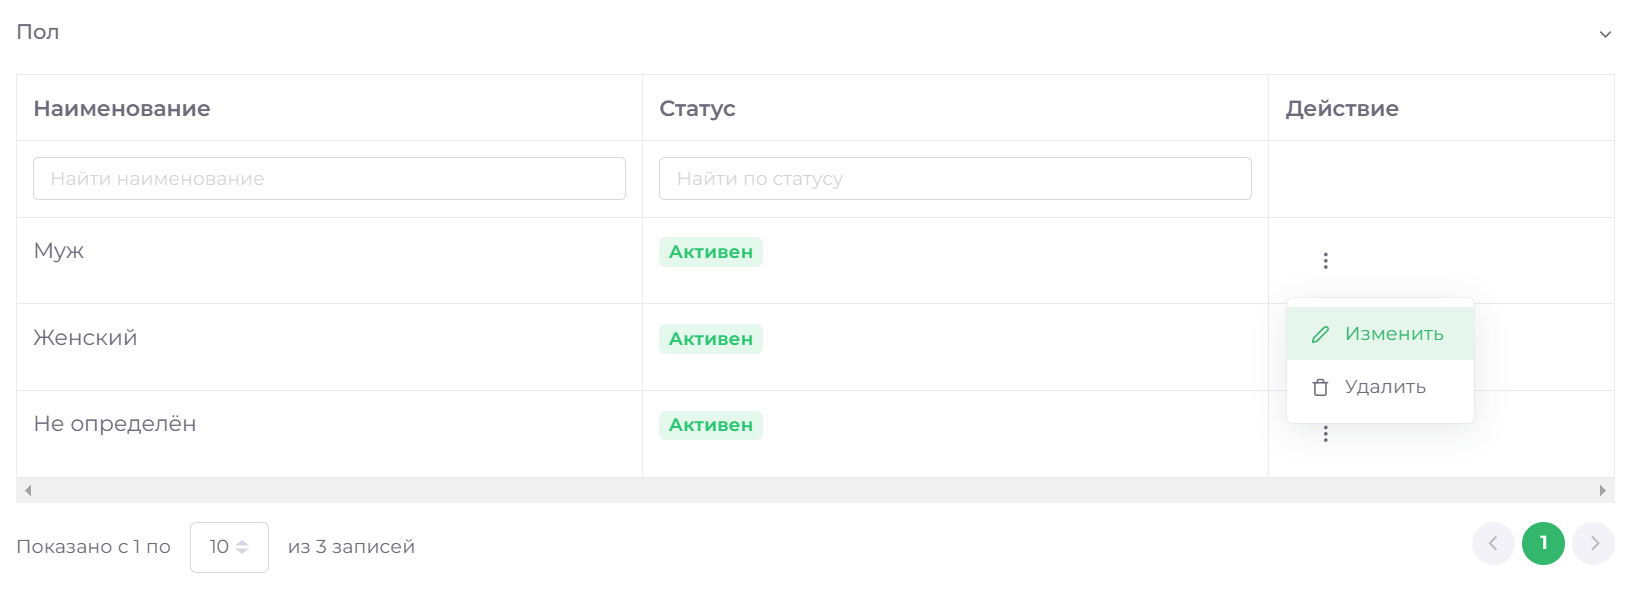 Пол
Наименование Статус Действие
Найти наименование Найти по статусу
Муж Активен
Женский Активен
Изменить
Удалить
Не определён Активен
Показано с 1 по 10 из 3 записей 1